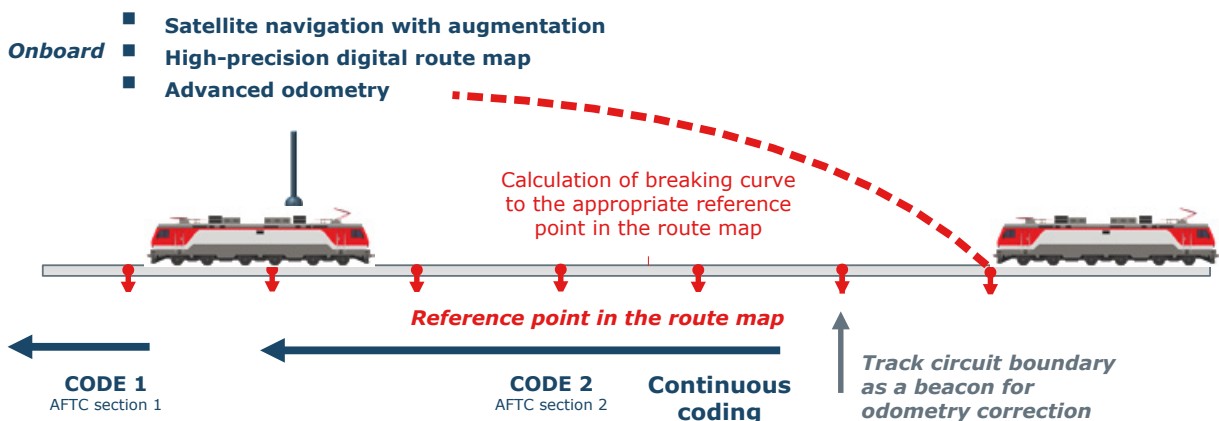 Onboard
Satellite navigation with augmentation
High-precision digital route map
Advanced odometry
Calculation of breaking curve
to the appropriate reference
point in the route map
Reference point in the route map
CODE 1
AFTC section 1
CODE 2
AFTC section 2
Continuous
coding
Track circuit boundary
as a beacon for
odometry correction